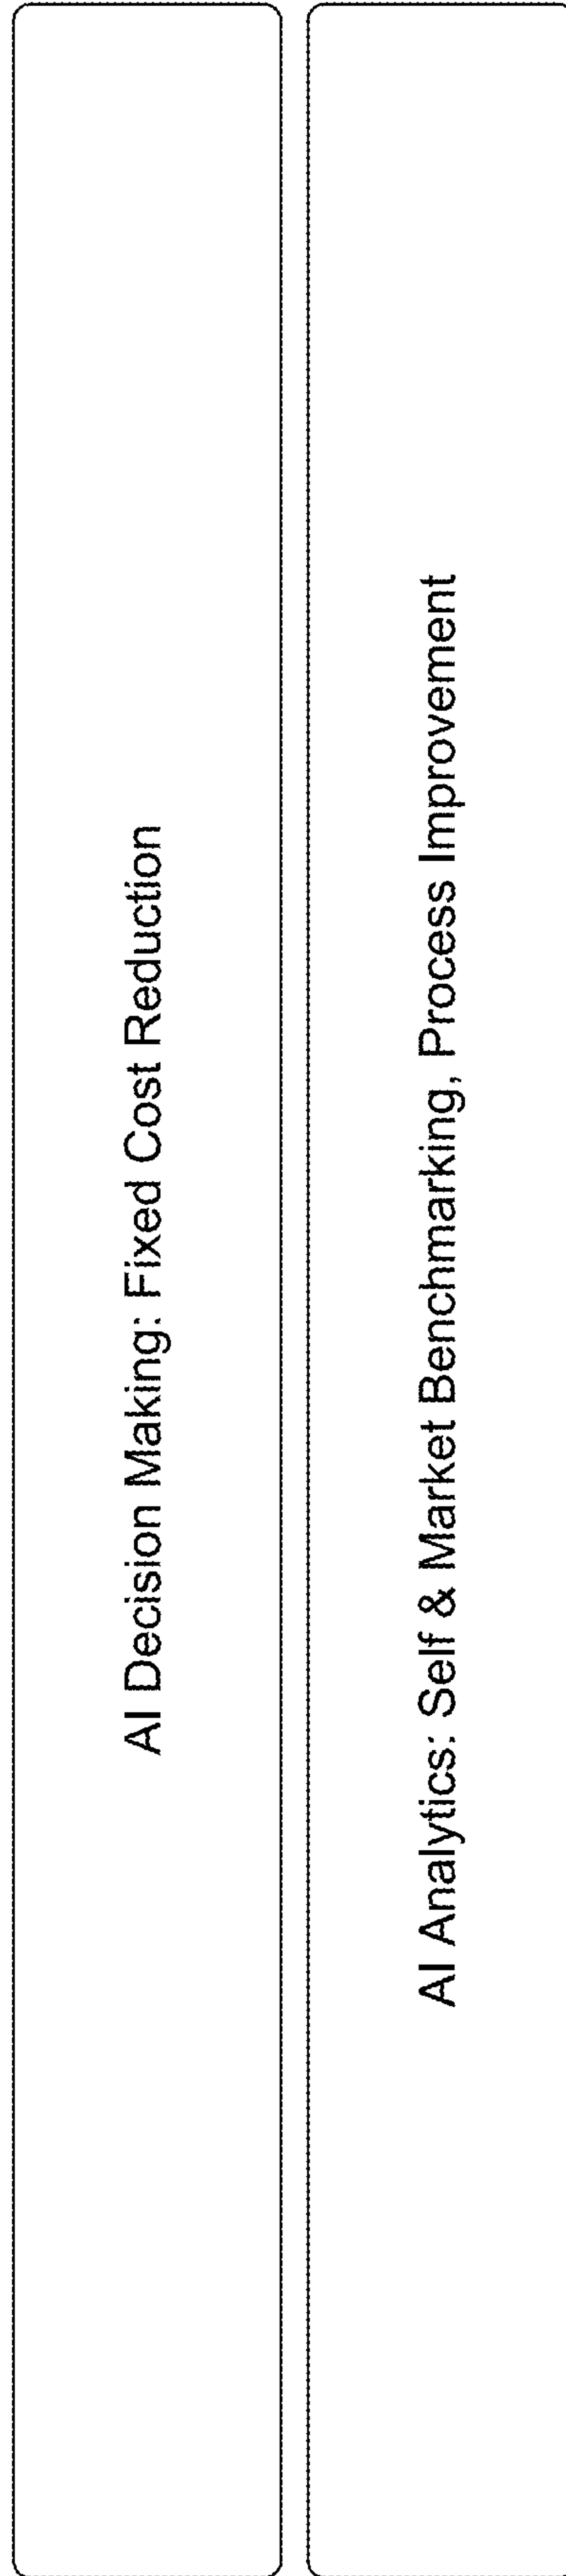 AI Decision Making: Fixed Cost Reduction
AI Analytics: Self & Market Benchmarking, Process Improvement